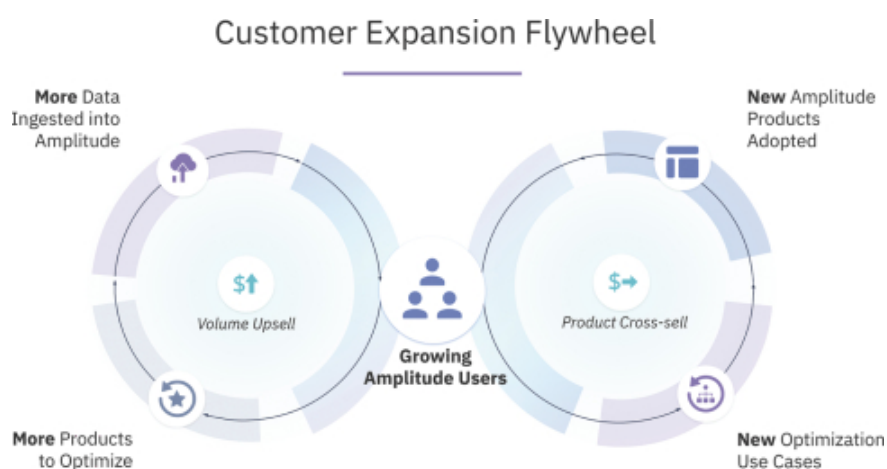 Customer Expansion Flywheel
More Data
Ingested into
Amplitude
New Amplitude
Products
Adopted
$
Volume Upsell
$
Product Cross-sell
Growing
Amplitude Users
More Products
to Optimize
New Optimization
Use Cases